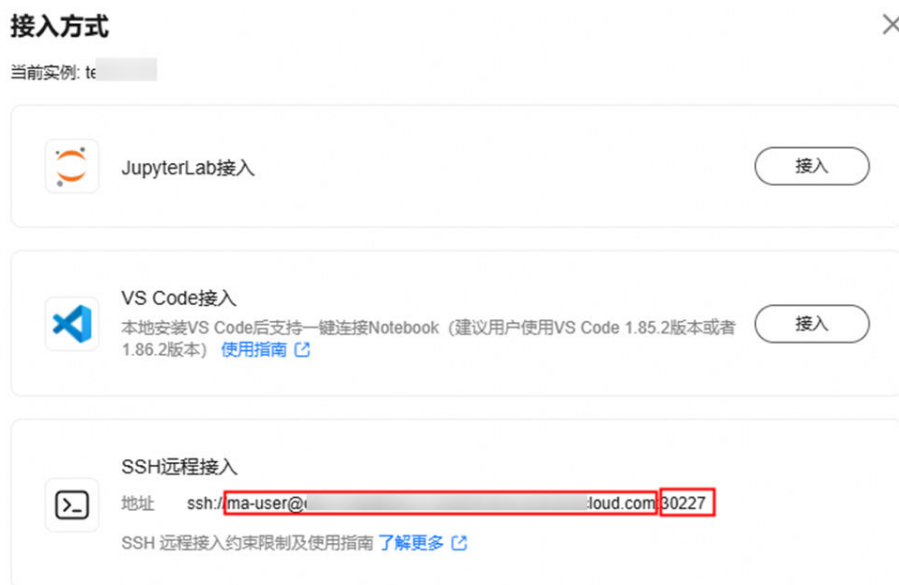 接入方式
当前实例: te
JupyterLab接入
接入
VS Code接入
本地安装VS Code后支持一键连接Notebook（建议用户使用VS Code 1.85.2版本或者
1.86.2版本） 使用指南
接入
SSH远程接入
地址 ssh://ma-user@ loud.com:30227
SSH 远程接入约束限制及使用指南 了解更多